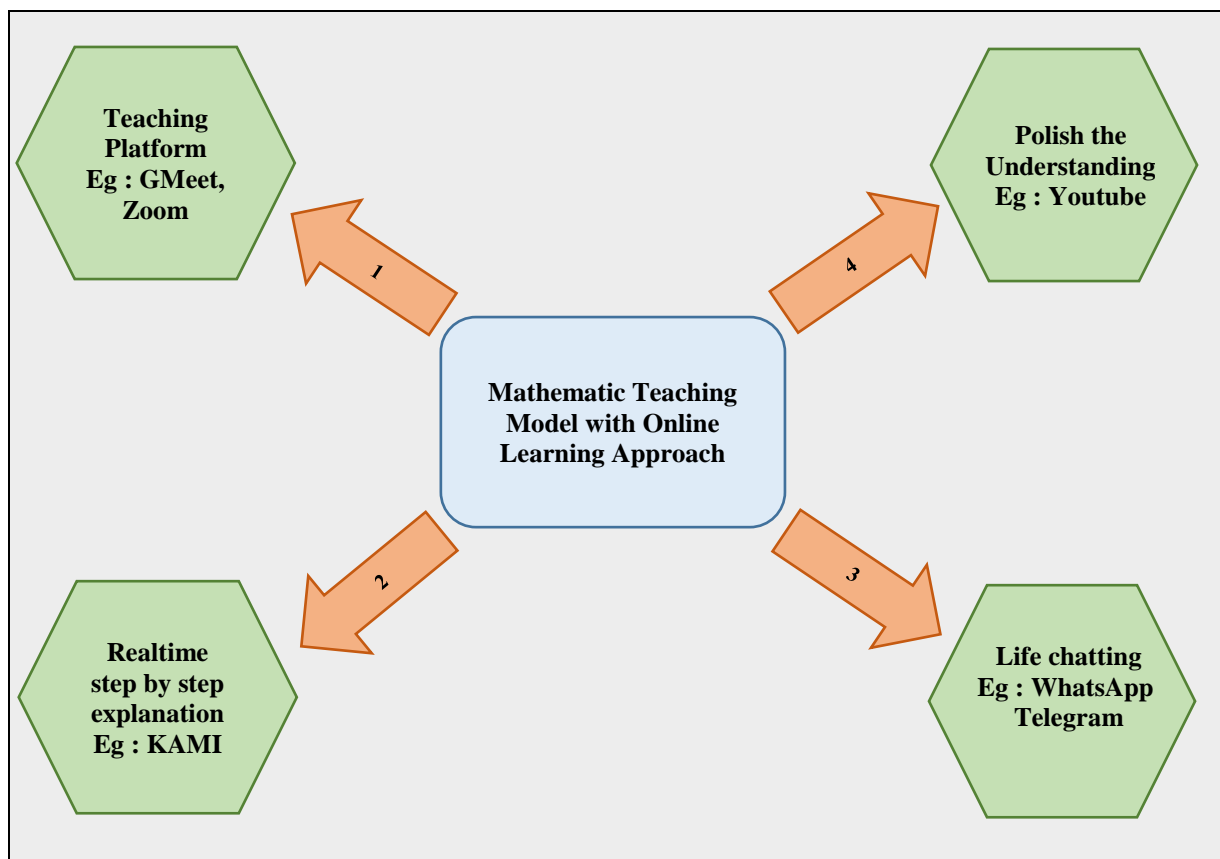 Teaching
Platform
Eg : GMeet,
Zoom
Polish the
Understanding
Eg : Youtube
1
4
Mathematic Teaching
Model with Online
Learning Approach
2
3
Realtime
step by step
explanation
Eg : KAMI
Life chatting
Eg : WhatsApp
Telegram